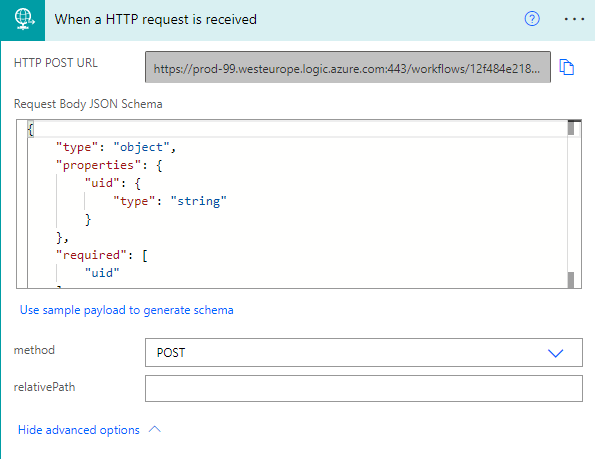 When a HTTP request is received
HTTP POST URL
https://prod-99.westeurope.logic.azure.com:443/workflows/12f484e218...
Request Body JSON Schema
{
"type": "object",
"properties": {
"uid": {
"type": "string"
}
},
"required": [
"uid"
Use sample payload to generate schema
method
POST
relativePath
Hide advanced options